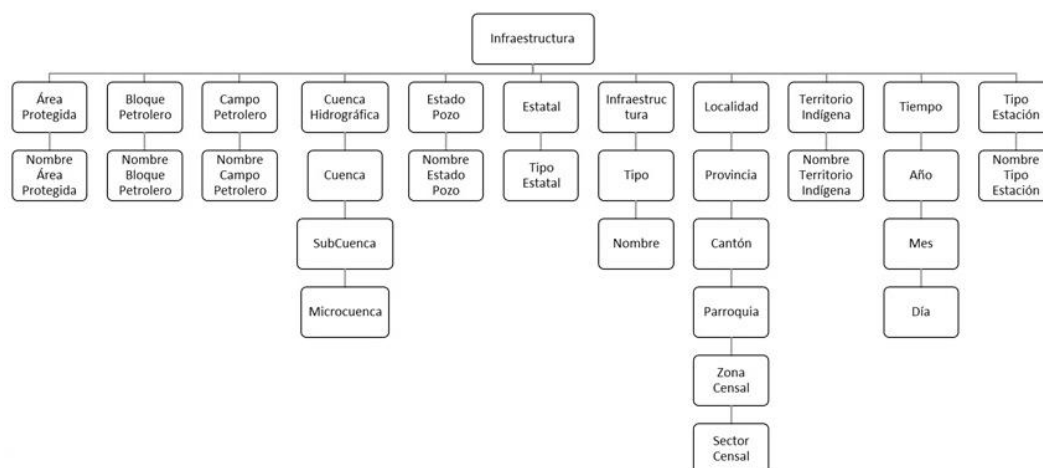 Infraestructura
Área
Protegida
Bloque
Petrolero
Campo
Petrolero
Cuenca
Hidrográfica
Estado
Pozo
Estatal
Infraestruc
tura
Localidad
Territorio
Indígena
Tiempo
Tipo
Estación
Nombre
Área
Protegida
Nombre
Bloque
Petrolero
Nombre
Campo
Petrolero
Cuenca
Nombre
Estado
Pozo
Tipo
Estatal
Tipo
Provincia
Nombre
Territorio
Indígena
Año
Nombre
Tipo
Estación
SubCuenca
Nombre
Cantón
Mes
Microcuenca
Parroquia
Día
Zona
Censal
Sector
Censal